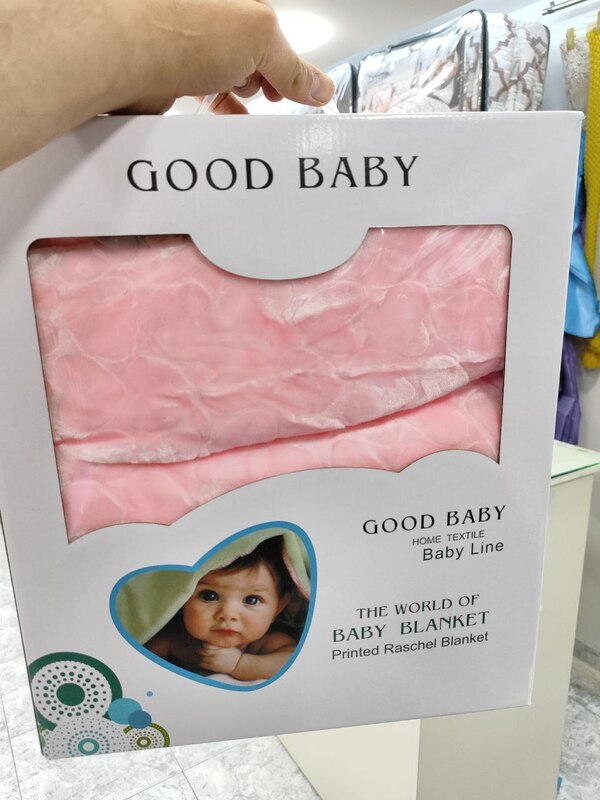 GOOD BABY
GOOD BABY
HOME TEXTILE
Baby Line
THE WORLD OF
BABY BLANKET
Printed Raschel Blanket